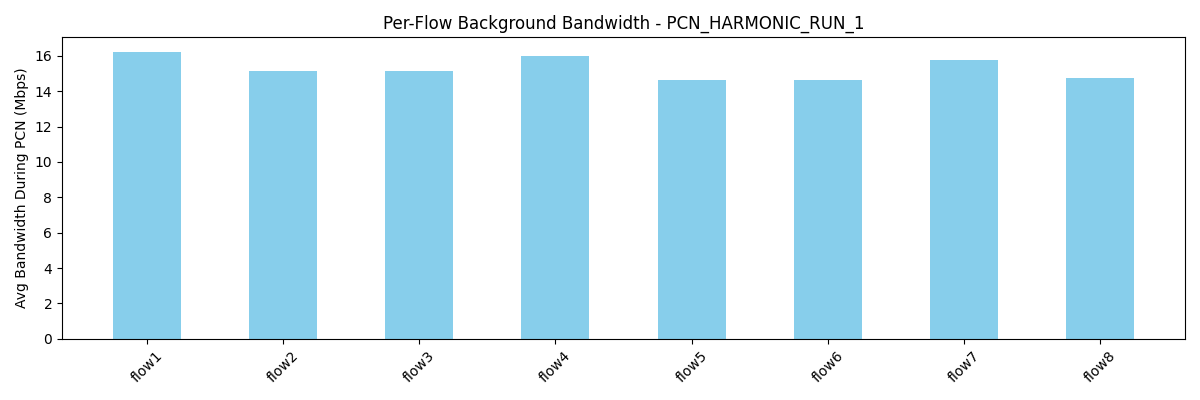 Per-Flow Background Bandwidth - PCN_HARMONIC_RUN_1
Avg Bandwidth During PCN (Mbps)
16
14
12
10
8
6
4
2
0
flow1
flow2
flow3
flow4
flow5
flow6
flow7
flow8